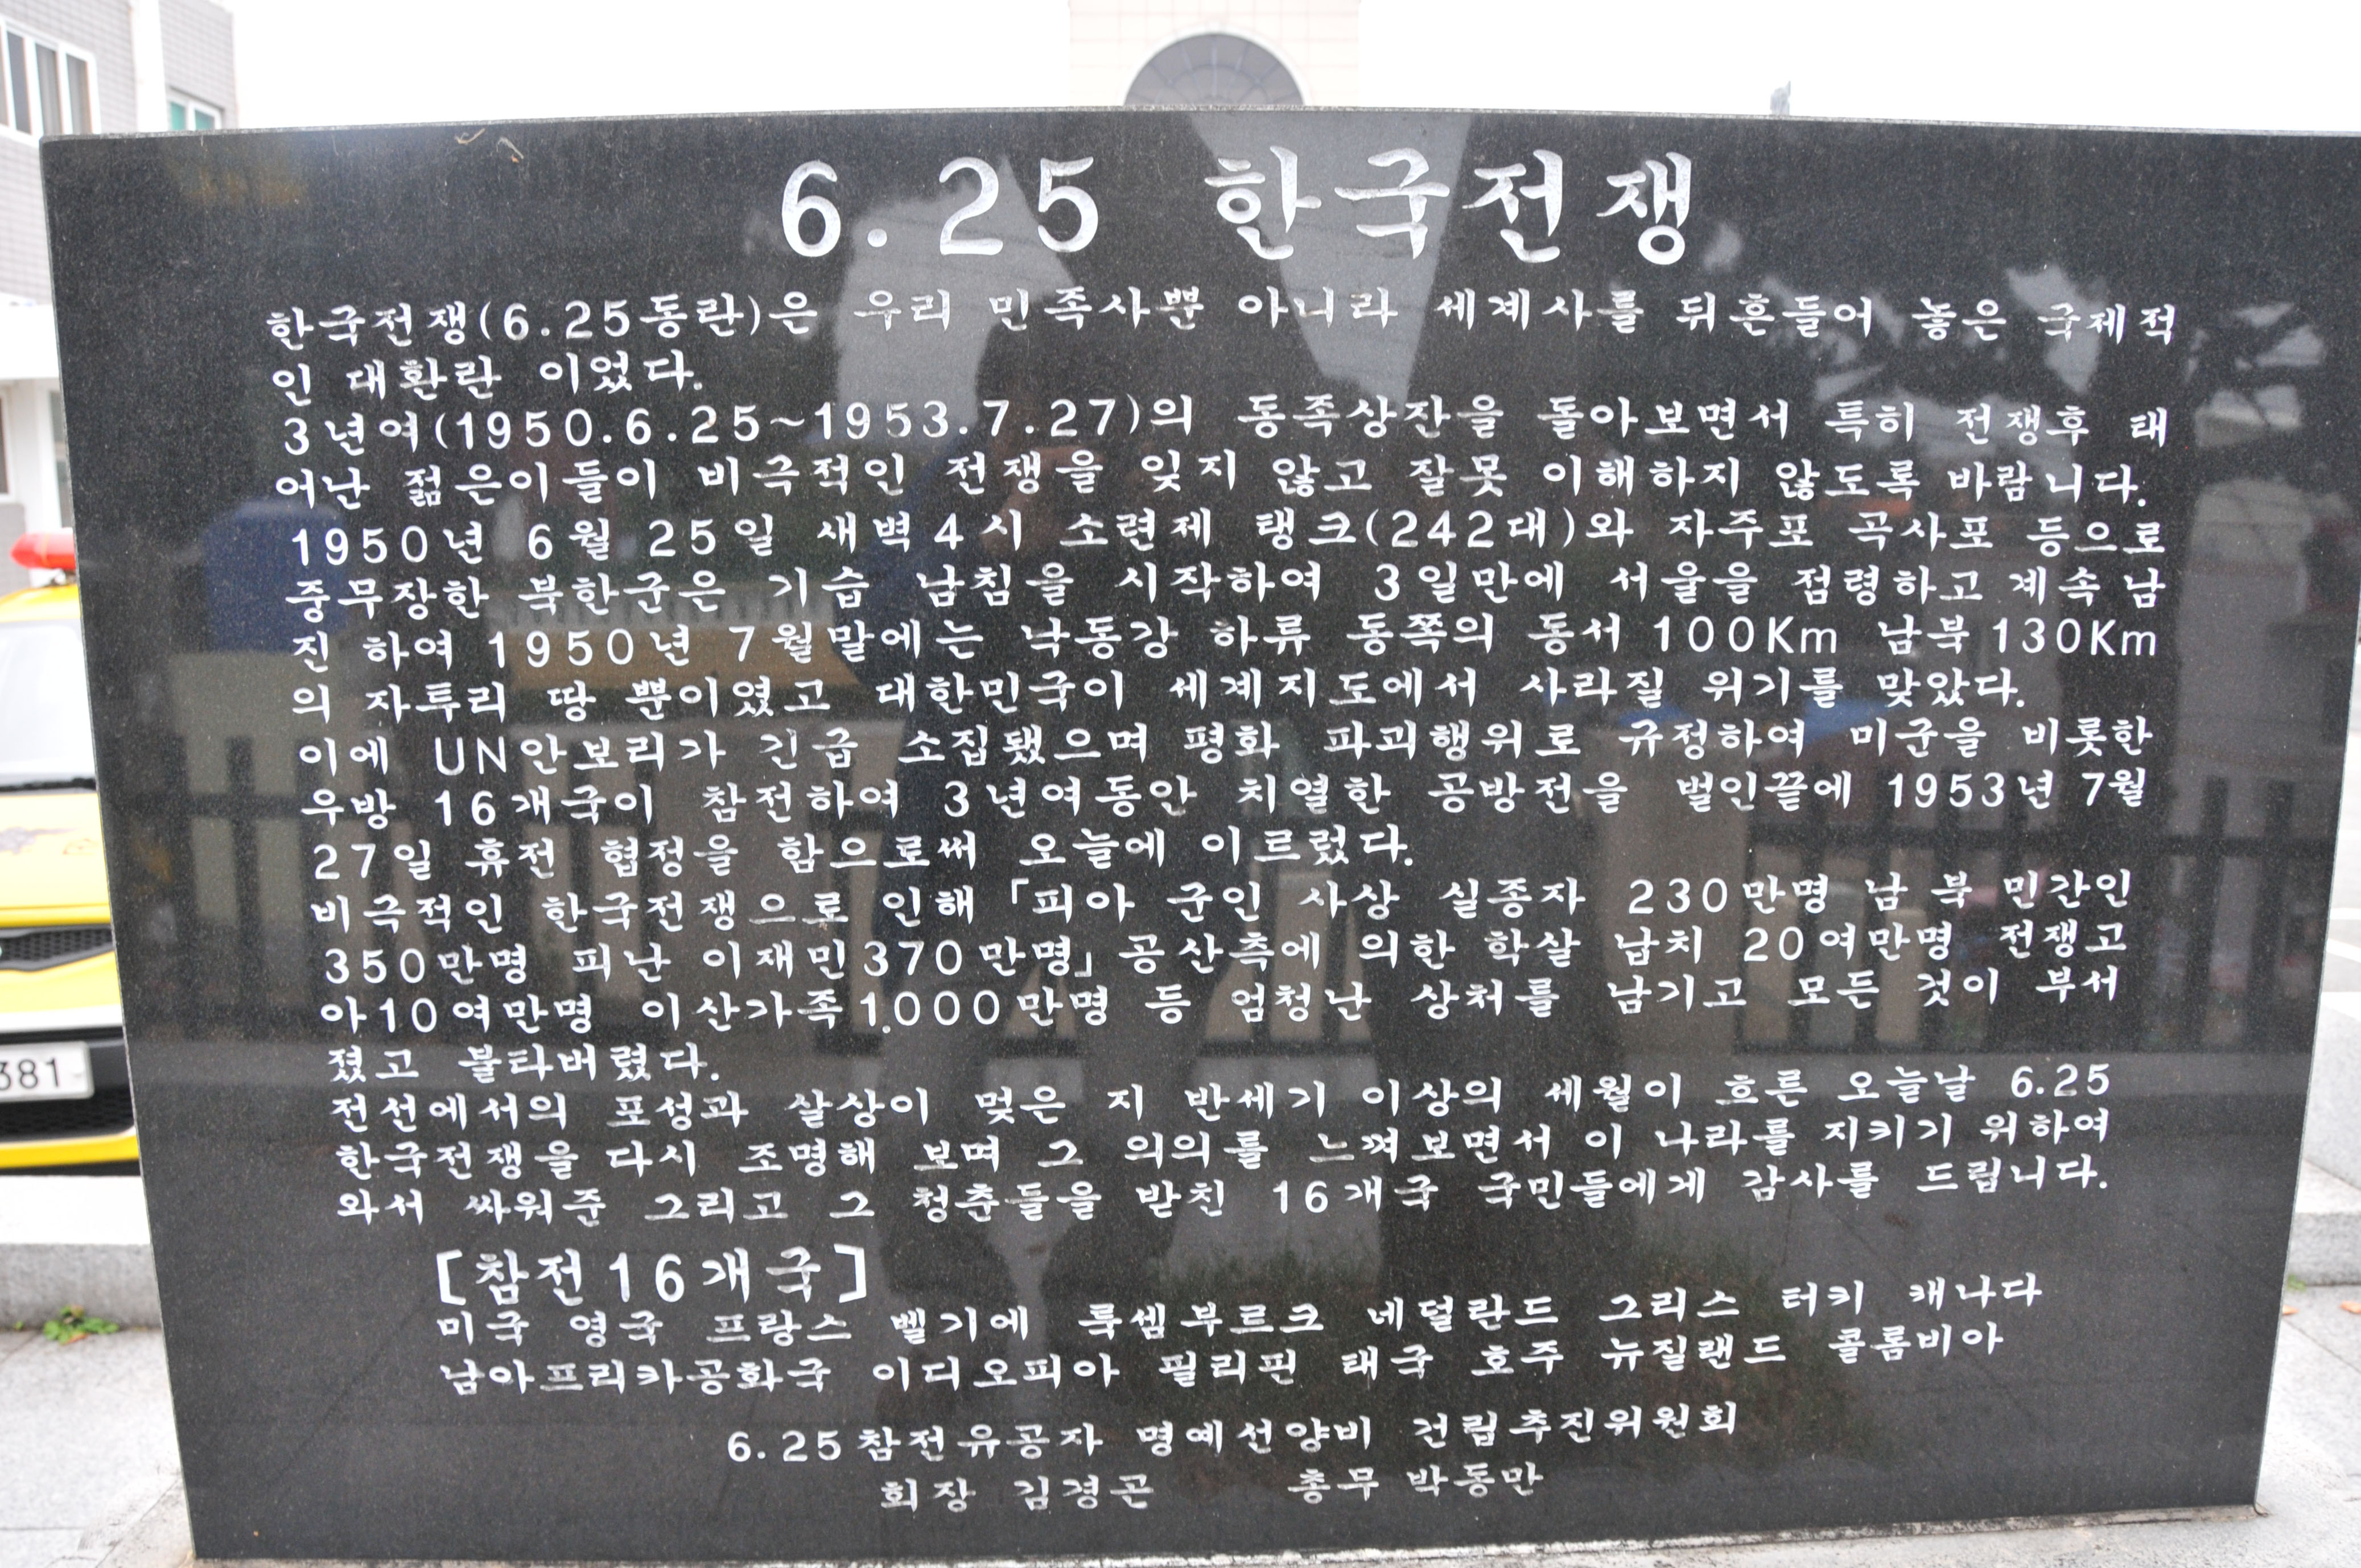 6.25 한국전쟁
한국전쟁(6.25동란)은 우리 민족사뿐 아니라 세계사를 뒤흔들어 놓은 국제적
인 대환란 이었다.
3년여(1950.6.25~1953.7.27)의 동족상잔을 돌아보면서 특히 전쟁후 태
어난 젊은이들이 비극적인 전쟁을 잊지 않고 잘못 이해하지 않도록 바람니다.
1950년 6월 25일 새벽4시 소련제 탱크(242대)와 자주포 곡사포 등으로
중무장한 북한군은 기습 남침을 시작하여 3일만에 서울을 점령하고 계속 남
진 하여 1950년 7월말에는 낙동강 하류 동쪽의 동서 100Km 남북130Km
의 자투리 땅 뿐이였고 대한민국이 세계지도에서 사라질 위기를 맞았다.
이에 UN안보리가 긴급 소집됐으며 평화 파괴행위로 규정하여 미군을 비롯한
우방 16개국이 참전하여 3년여동안 치열한 공방전을 벌인끝에 1953년 7월
27일 휴전 협정을 함으로써 오늘에 이르렀다.
비극적인 한국전쟁으로 인해 「피아 군인 사상 실종자 230만명 남 북 민간인
350만명 피난 이재민370만명」 공산측에 의한 학살 납치 20여만명 전쟁고
아10여만명 이산가족1,000만명 등 엄청난 상처를 남기고 모든 것이 부서
졌고 불타버렸다.
전선에서의 포성과 살상이 멎은 지 반세기 이상의 세월이 흐른 오늘날 6.25
한국전쟁을 다시 조명해 보며 그 의의를 느껴보면서 이 나라를 지키기 위하여
와서 싸워준 그리고 그 청춘들을 받친 16개국 국민들에게 감사를 드립니다.
[참전16개국]
미국 영국 프랑스 벨기에 룩셈부르크 네덜란드 그리스 터키 캐나다
남아프리카공화국 이디오피아 필리핀 태국 호주 뉴질랜드 콜롬비아
6.25참전유공자 명예선양비 건립추진위원회
회장 김경곤 총무 박동만
381